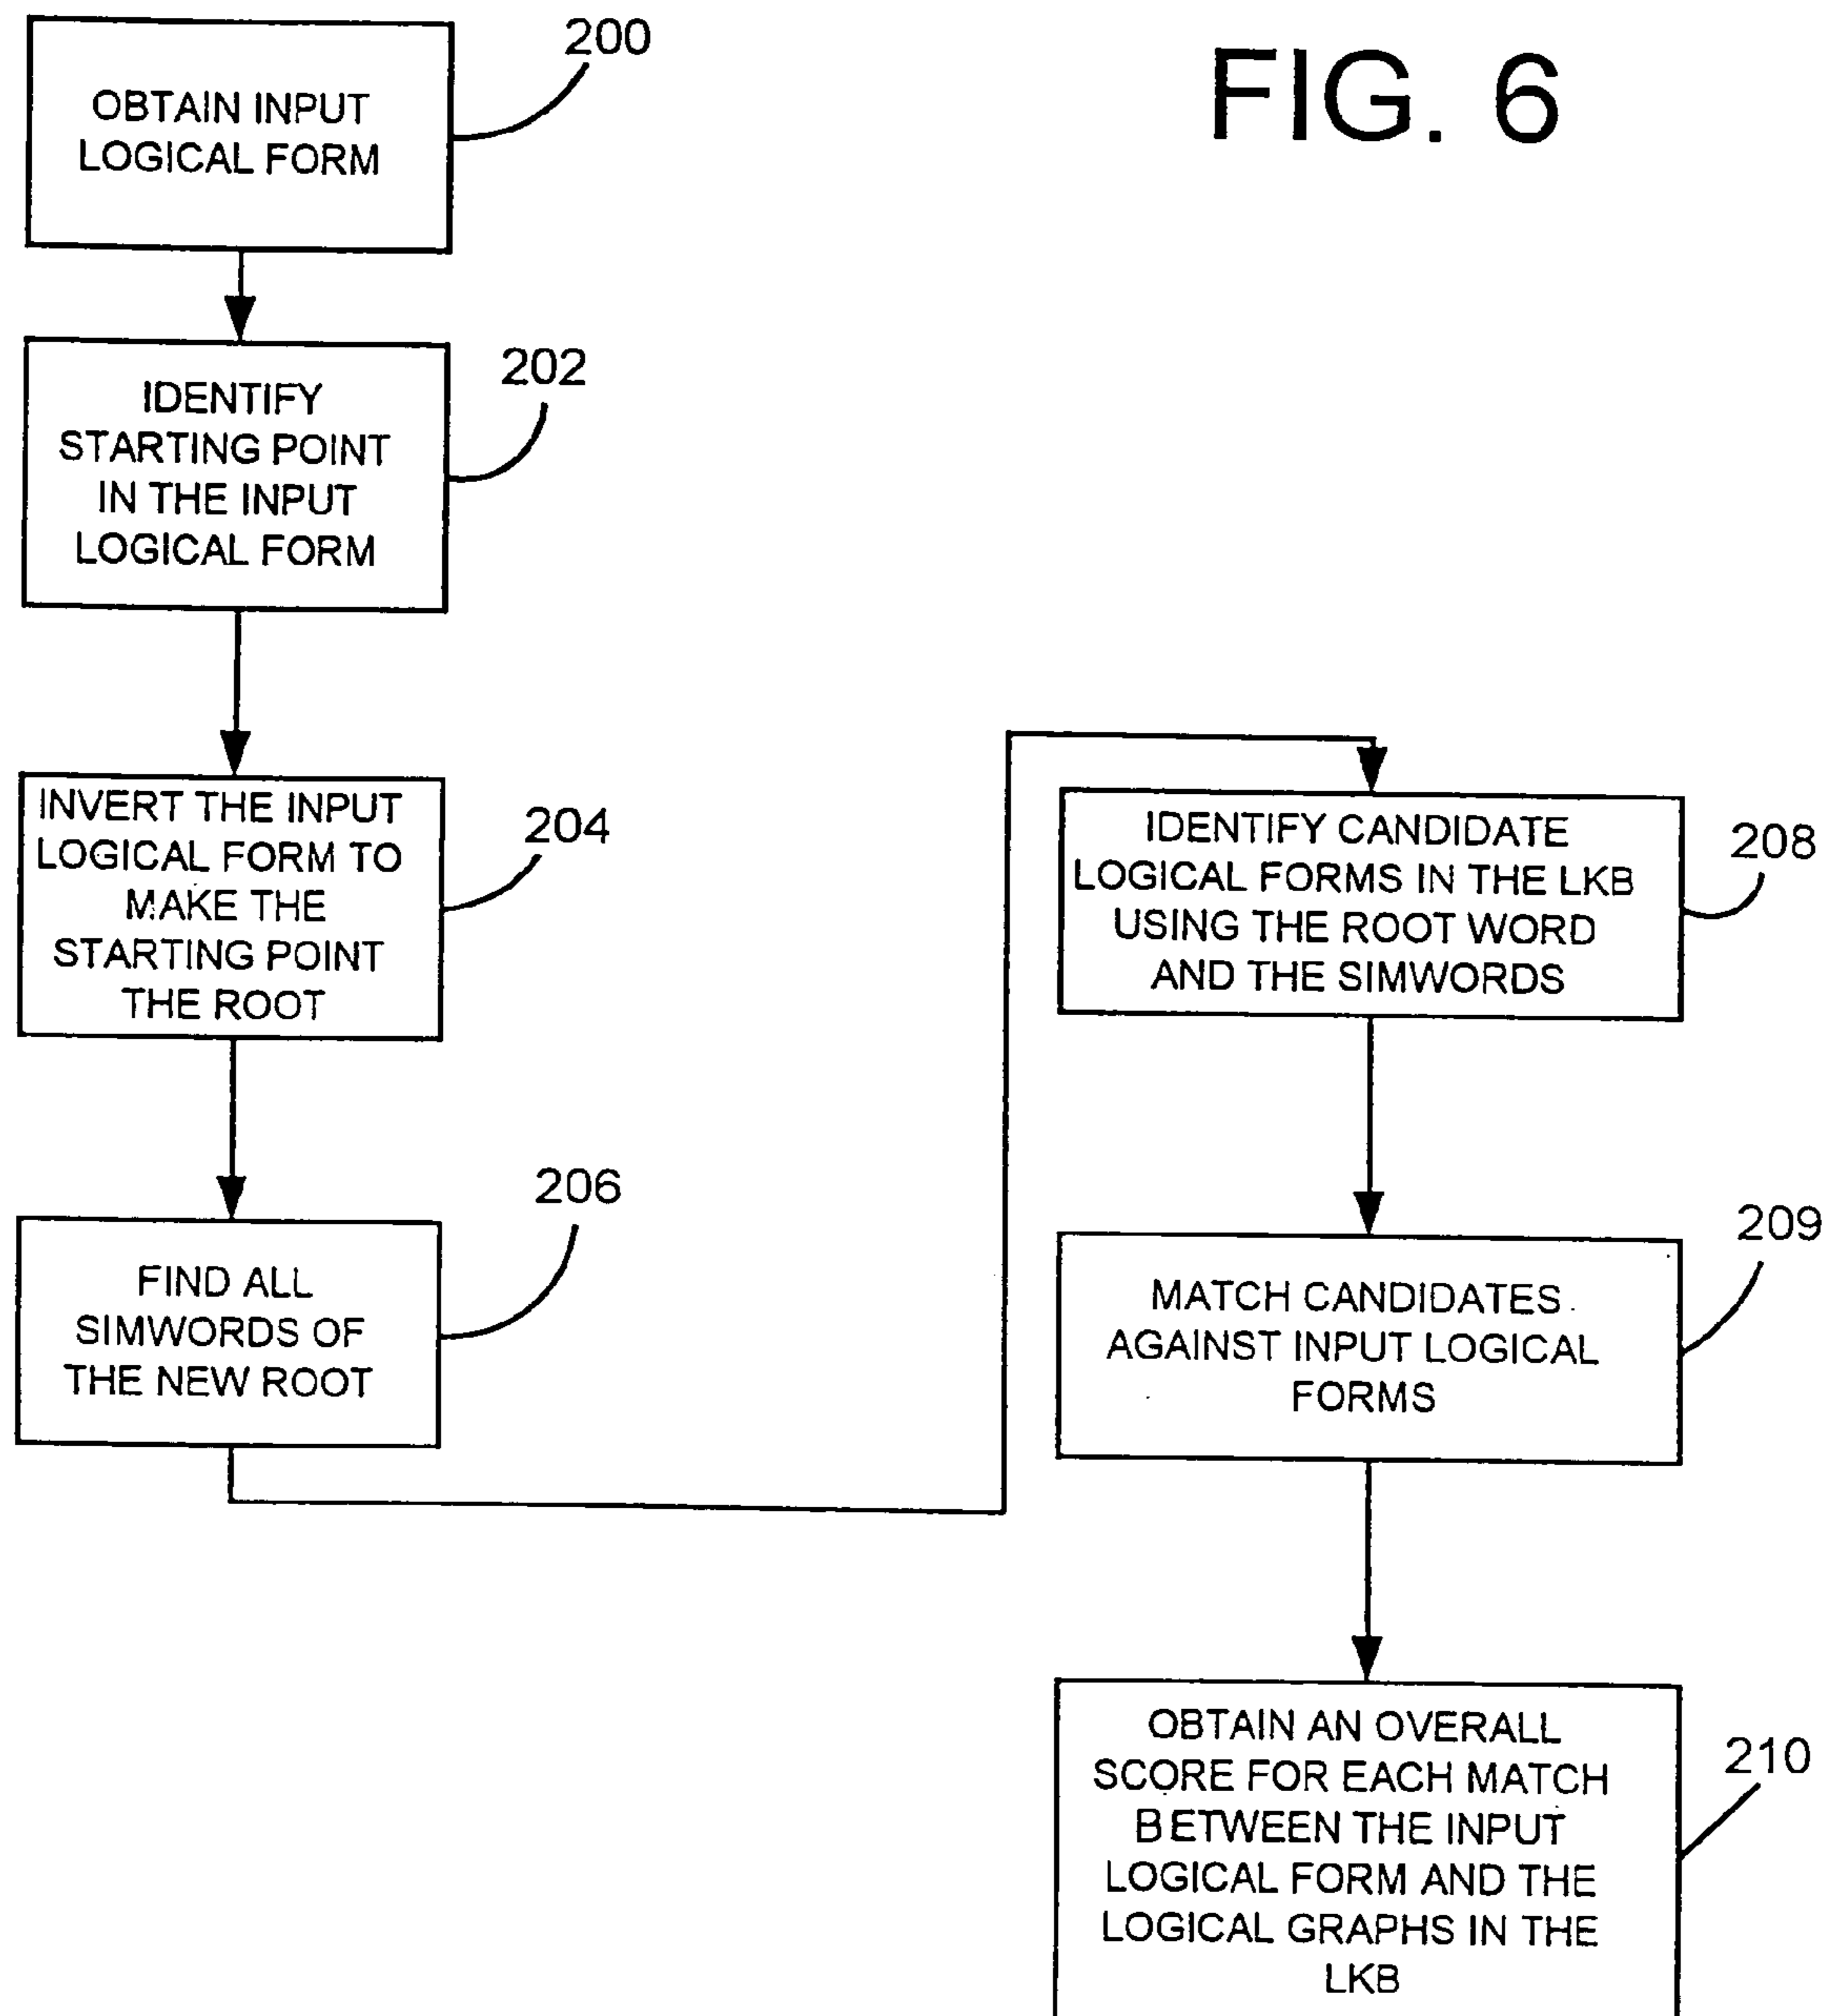 FIG. 6
200
OBTAIN INPUT
LOGICAL FORM
202
IDENTIFY
STARTING POINT
IN THE INPUT
LOGICAL FORM
204
INVERT THE INPUT
LOGICAL FORM TO
MAKE THE
STARTING POINT
THE ROOT
206
FIND ALL
SIMWORDS OF
THE NEW ROOT
208
IDENTIFY CANDIDATE
LOGICAL FORMS IN THE LKB
USING THE ROOT WORD
AND THE SIMWORDS
209
MATCH CANDIDATES
AGAINST INPUT LOGICAL
FORMS
210
OBTAIN AN OVERALL
SCORE FOR EACH MATCH
BETWEEN THE INPUT
LOGICAL FORM AND THE
LOGICAL GRAPHS IN THE
LKB